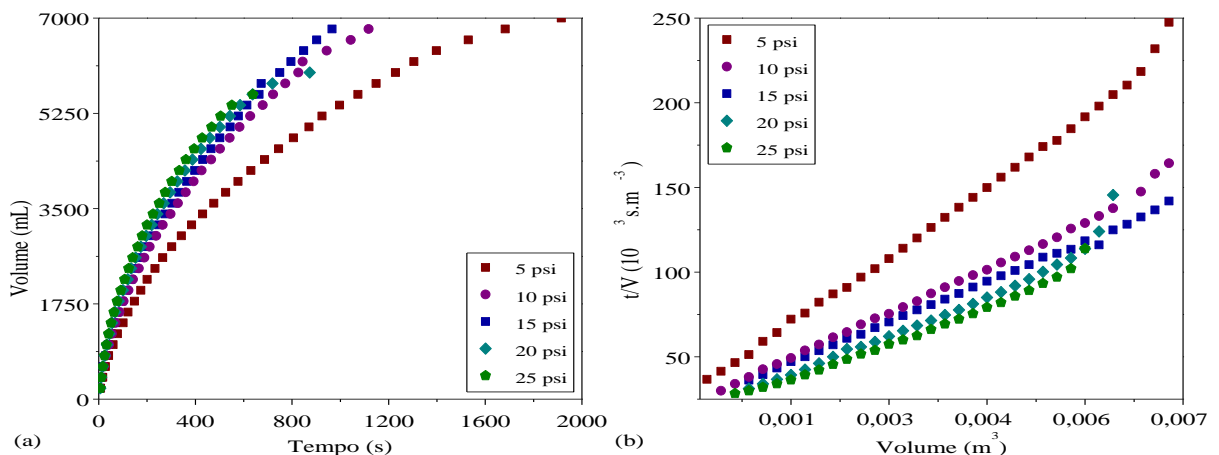 7000
5250
3500
1750
0
Volume (mL)
5 psi
10 psi
15 psi
20 psi
25 psi
0 400 800 1200 1600 2000
(a) Tempo (s)
250
200
150
100
50
t/V (10 3 s.m -3)
5 psi
10 psi
15 psi
20 psi
25 psi
0,001 0,003 0,004 0,006 0,007
(b) Volume (m3)